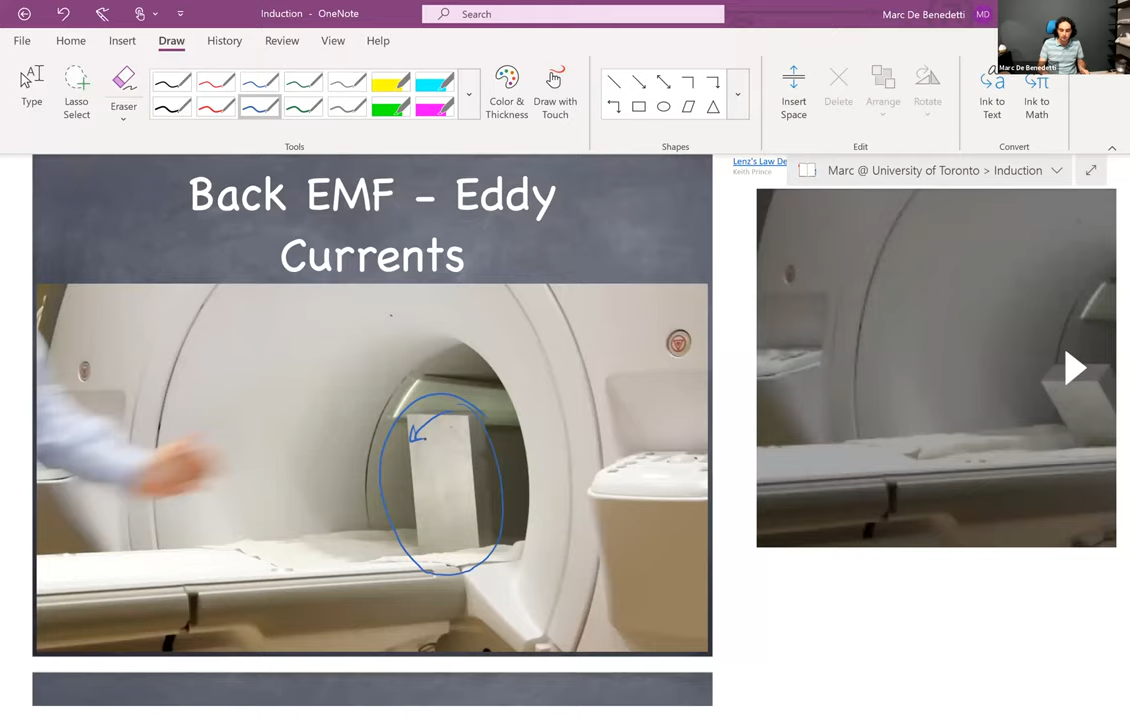 Induction - OneNote
Search
Marc De Benedetti MD
Marc De Benedetti
File Home Insert Draw History Review View Help
Type
Lasso
Select
Eraser
Color &
Thickness
Draw with
Touch
Insert
Space
Delete
Arrange
Rotate
Ink to
Text
Ink to
Math
Tools
Shapes
Edit
Convert
Lenz's Law De
Keith Prince
Marc @ University of Toronto > Induction
Back EMF - Eddy
Currents